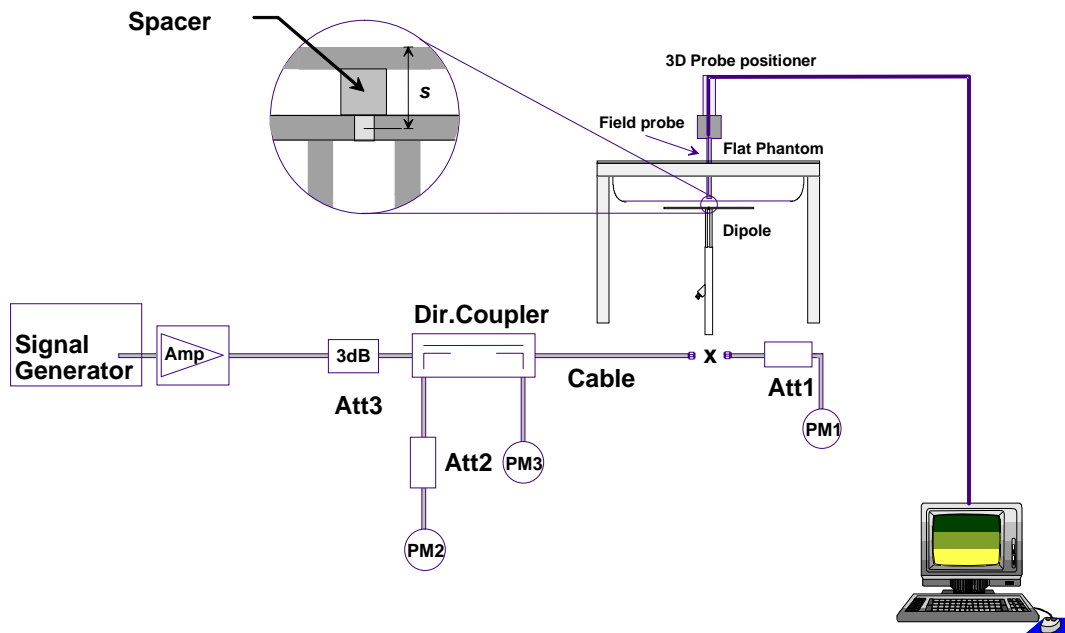 Spacer
s
3D Probe positioner
Field probe
Flat Phantom
Dipole
Dir.Coupler
Signal
Generator
Amp
3dB
Cable
x
Att1
Att3
PM1
Att2
PM3
PM2